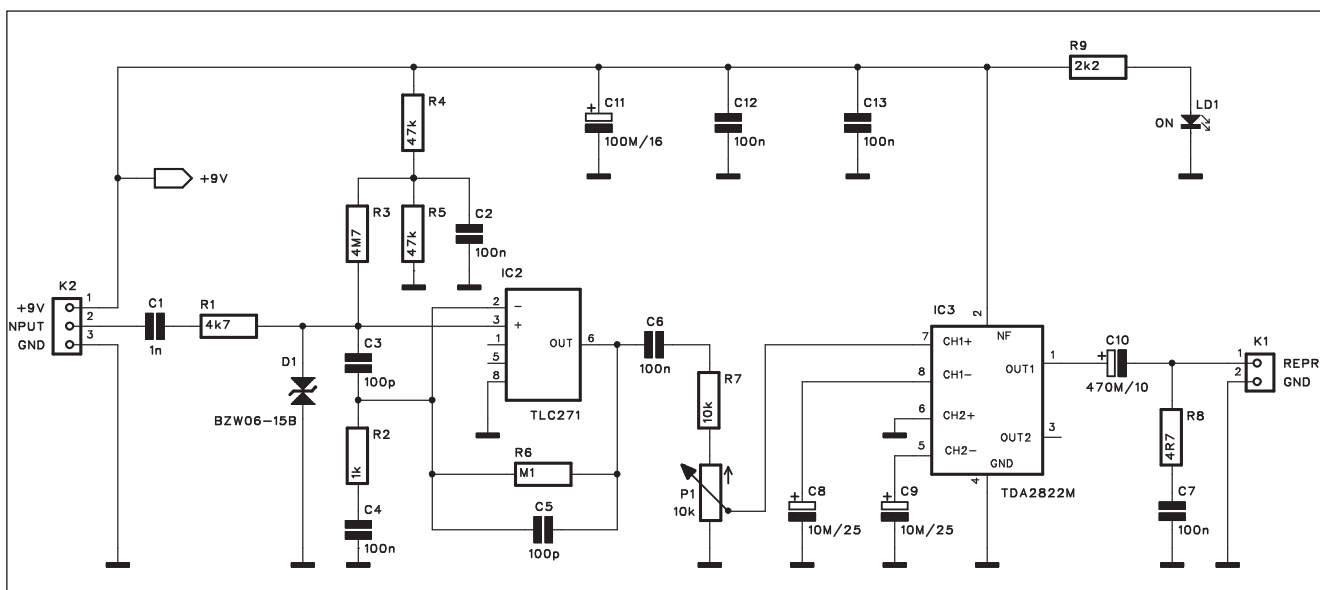 R9
2k2
LD1
ON
R4
47k
C11
+
100M/16
C12
100n
C13
100n
+9V
R3
4M7
R5
47k
C2
100n
K2
+9V
1
NPUT
2
GND
3
C1
1n
R1
4k7
D1
BZW06-15B
C3
100p
R2
1k
C4
100n
IC2
2
-
3
+
1
5
8
OUT
6
TLC271
R6
M1
C5
100p
C6
100n
R7
10k
P1
10k
C8
+
10M/25
C9
+
10M/25
IC3
2
NF
7
CH1+
8
CH1-
6
CH2+
5
CH2-
OUT1
1
OUT2
3
GND
4
TDA2822M
C10
+
470M/10
R8
4R7
C7
100n
K1
1
REPR
2
GND